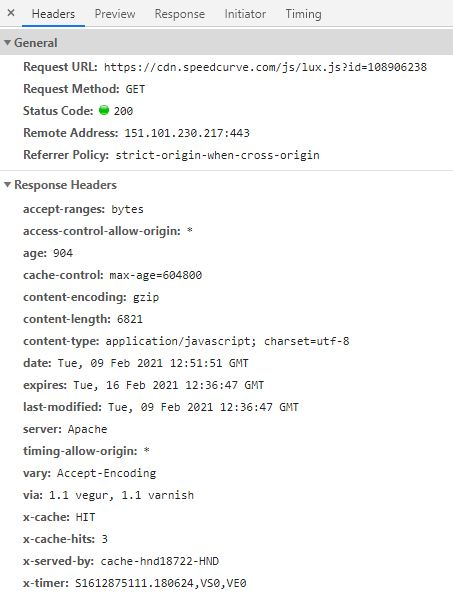 × Headers Preview Response Initiator Timing
General
Request URL: https://cdn.speedcurve.com/js/lux.js?id=108906238
Request Method: GET
Status Code: 200
Remote Address: 151.101.230.217:443
Referrer Policy: strict-origin-when-cross-origin
Response Headers
accept-ranges: bytes
access-control-allow-origin: *
age: 904
cache-control: max-age=604800
content-encoding: gzip
content-length: 6821
content-type: application/javascript; charset=utf-8
date: Tue, 09 Feb 2021 12:51:51 GMT
expires: Tue, 16 Feb 2021 12:36:47 GMT
last-modified: Tue, 09 Feb 2021 12:36:47 GMT
server: Apache
timing-allow-origin: *
vary: Accept-Encoding
via: 1.1 vegur, 1.1 varnish
x-cache: HIT
x-cache-hits: 3
x-served-by: cache-hnd18722-HND
x-timer: S1612875111.180624,VS0,VE0